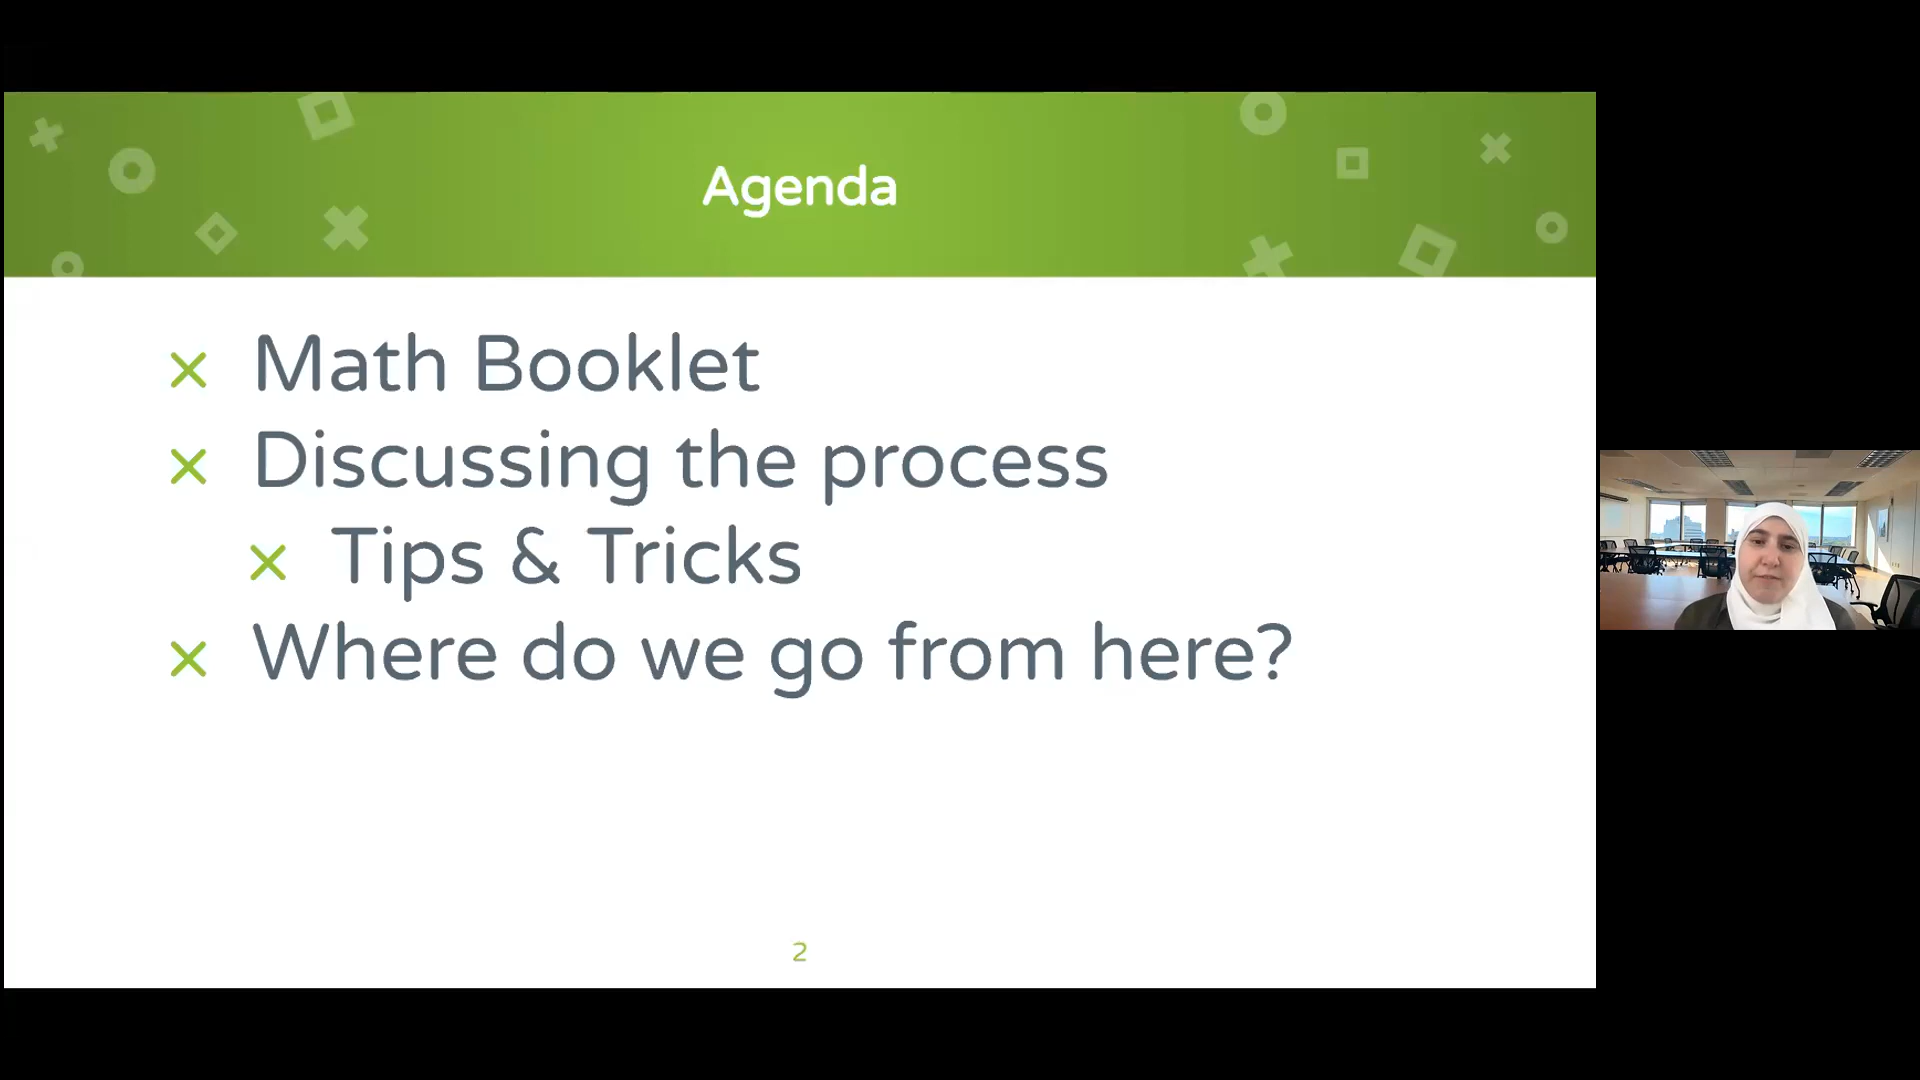 Agenda
Math Booklet
Discussing the process
Tips & Tricks
Where do we go from here?
2